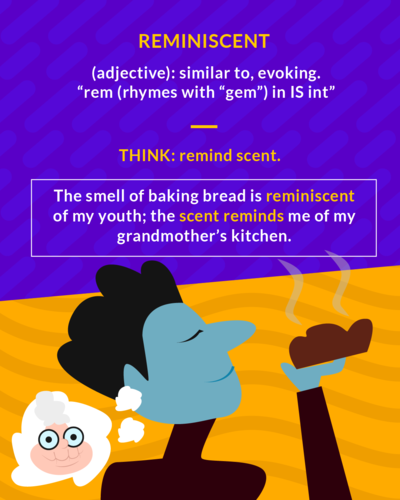 REMINISCENT
(adjective): similar to, evoking.
“rem (rhymes with “gem”) in IS int”
THINK: remind scent.
The smell of baking bread is reminiscent
of my youth; the scent reminds me of my
grandmother’s kitchen.